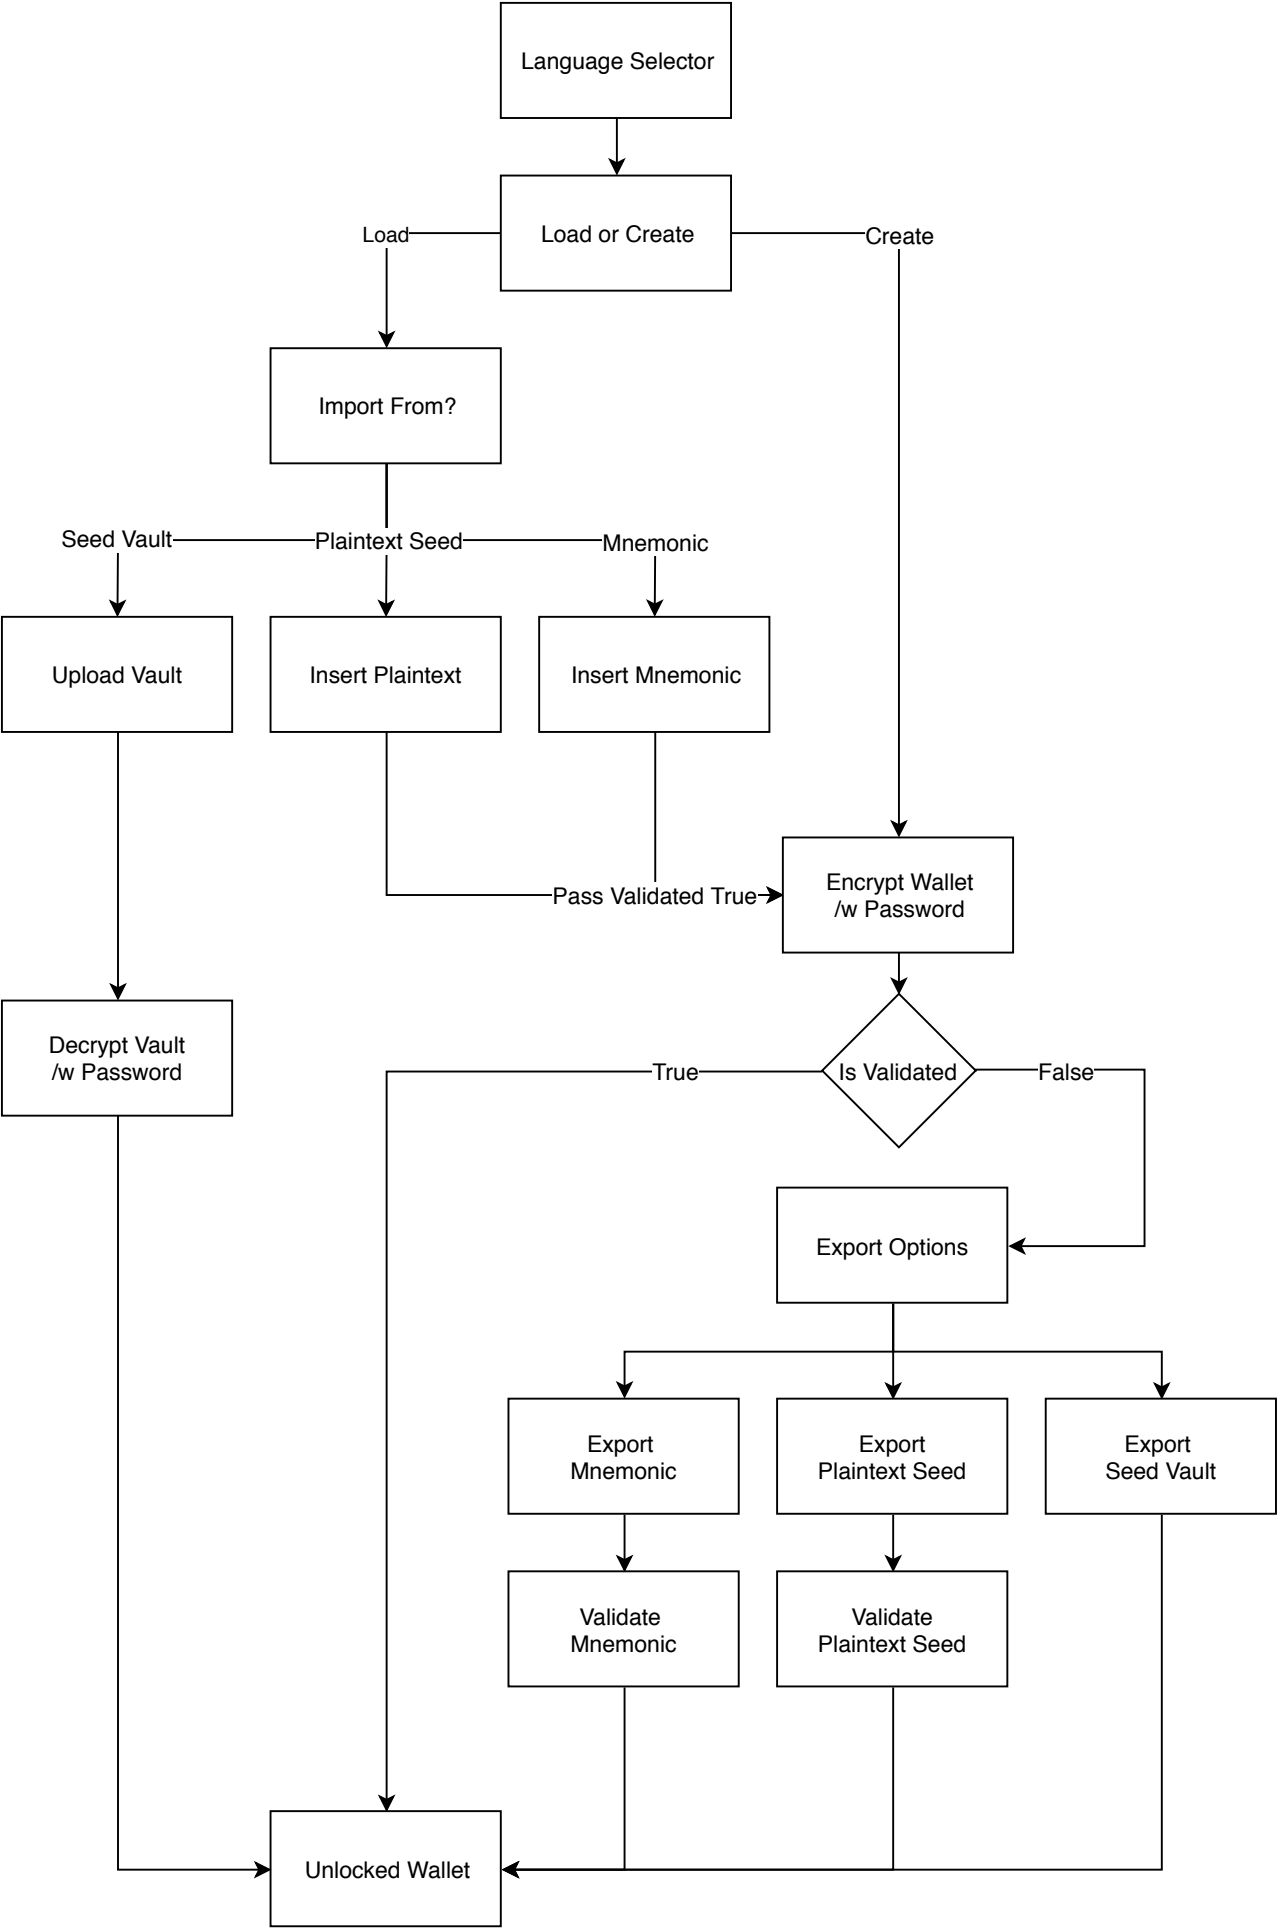 Language Selector
Load or Create
Load
Create
Import From?
Seed Vault
Plaintext Seed
Mnemonic
Upload Vault
Insert Plaintext
Insert Mnemonic
Encrypt Wallet
/w Password
Pass Validated True
Decrypt Vault
/w Password
True
Is Validated
False
Export Options
Export
Mnemonic
Export
Plaintext Seed
Export
Seed Vault
Validate
Mnemonic
Validate
Plaintext Seed
Unlocked Wallet